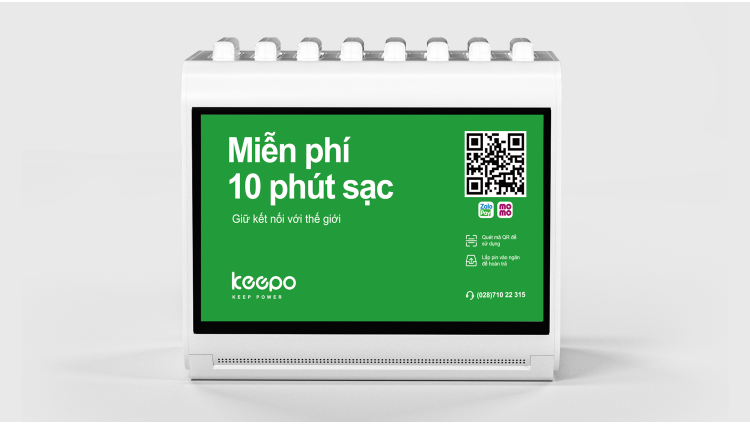 Miễn phí
10 phút sạc
Giữ kết nối với thế giới
keepo
KEEP POWER
Zalo
Pay
mo
mo
Quét mã QR để
sử dụng
Lắp pin vào ngăn
để hoàn trả
(028)710 22 315